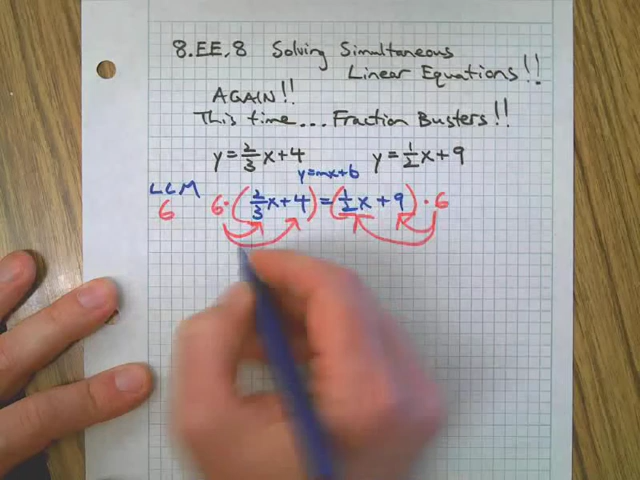 8.EE.8 Solving Simultaneous
Linear Equations!!
AGAIN!!
This time... Fraction Busters!!
y=2/3x+4 y=1/2x+9
y=mx+b
LCM
6 6·(2/3x+4)=(1/2x+9)·6